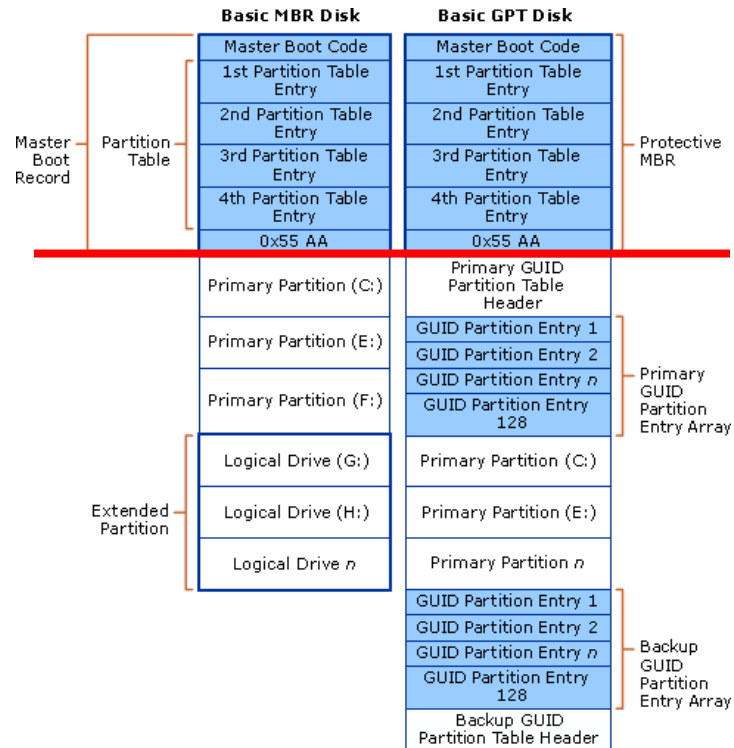 Basic MBR Disk
Basic GPT Disk
Master Boot Code
1st Partition Table
Entry
2nd Partition Table
Entry
3rd Partition Table
Entry
4th Partition Table
Entry
0x55 AA
Master
Boot
Record
Partition
Table
Primary Partition (C:)
Primary Partition (E:)
Primary Partition (F:)
Logical Drive (G:)
Logical Drive (H:)
Logical Drive n
Extended
Partition
Master Boot Code
1st Partition Table
Entry
2nd Partition Table
Entry
3rd Partition Table
Entry
4th Partition Table
Entry
0x55 AA
Protective
MBR
Primary GUID
Partition Table
Header
GUID Partition Entry 1
GUID Partition Entry 2
GUID Partition Entry n
GUID Partition Entry
128
Primary
GUID
Partition
Entry Array
Primary Partition (C:)
Primary Partition (E:)
Primary Partition n
GUID Partition Entry 1
GUID Partition Entry 2
GUID Partition Entry n
GUID Partition Entry
128
Backup
GUID
Partition
Entry Array
Backup GUID
Partition Table Header